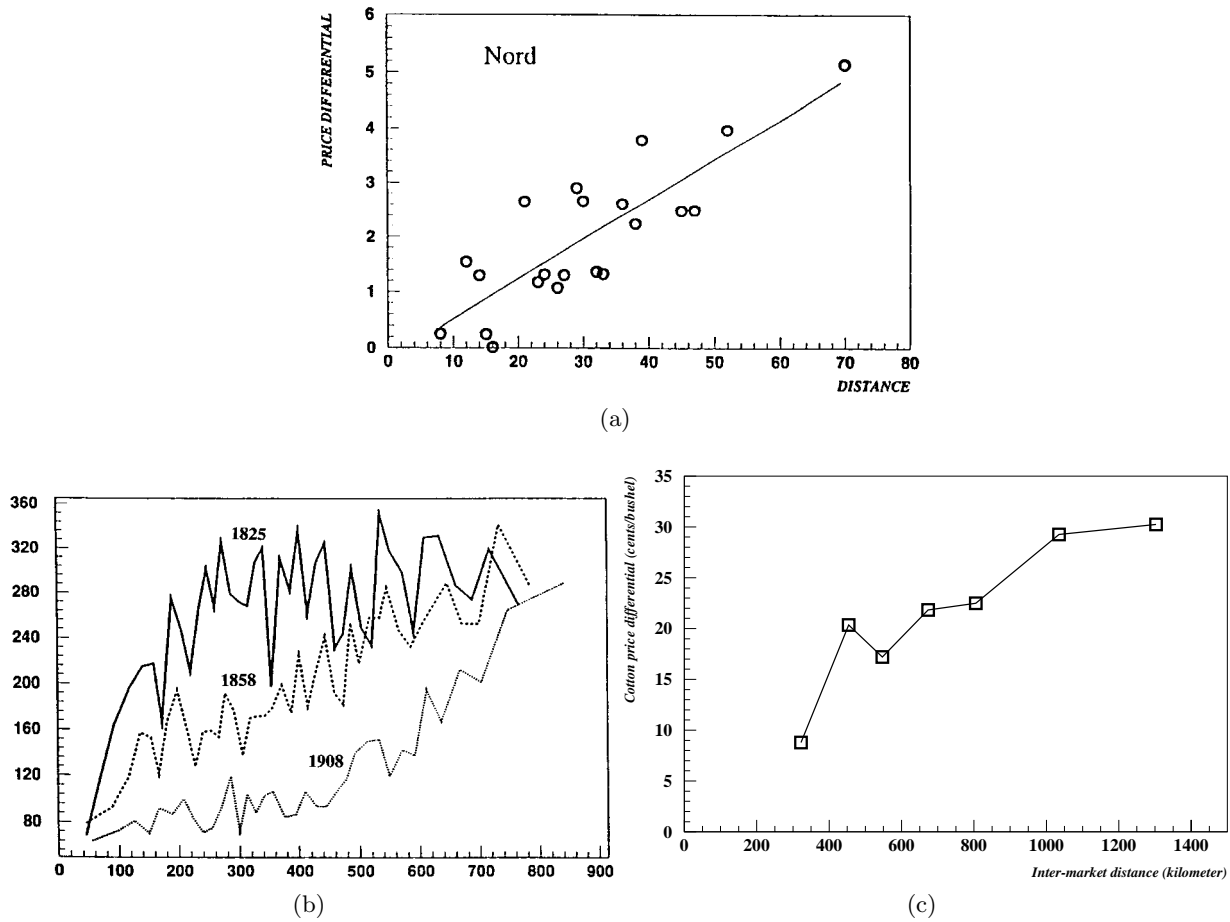 PRICE DIFFERENTIAL
6
5
4
3
2
1
0
Nord
0 10 20 30 40 50 60 70 80
DISTANCE
(a)
360
320
280
240
200
160
120
80
1825
1858
1908
0 100 200 300 400 500 600 700 800 900
(b)
Cotton price differential (cents/bushel)
35
30
25
20
15
10
5
0
0 200 400 600 800 1000 1200 1400
Inter-market distance (kilometer)
(c)